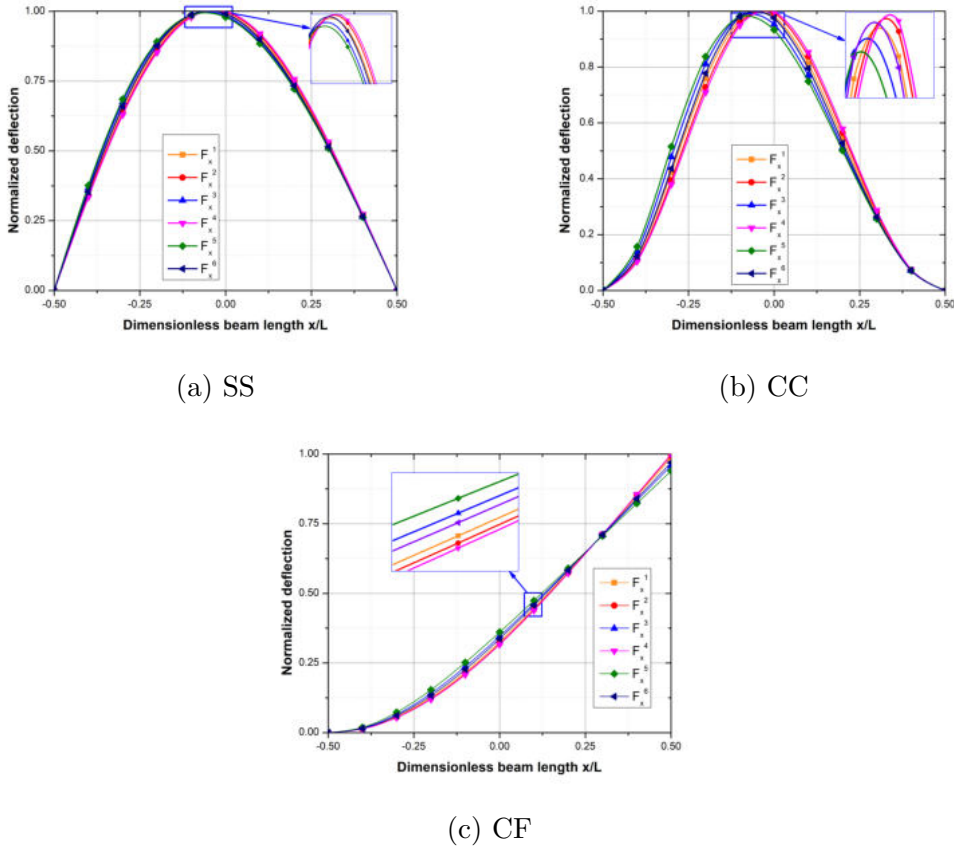 1.00
0.75
0.50
0.25
0.00
-0.50
-0.25
0.00
0.25
0.50
Normalized deflection
Dimensionless beam length x/L
F_x^1
F_x^2
F_x^3
F_x^4
F_x^5
F_x^6
(a) SS
1.0
0.8
0.6
0.4
0.2
0.0
-0.50
-0.25
0.00
0.25
0.50
Normalized deflection
Dimensionless beam length x/L
F_x^1
F_x^2
F_x^3
F_x^4
F_x^5
F_x^6
(b) CC
1.00
0.75
0.50
0.25
0.00
-0.50
-0.25
0.00
0.25
0.50
Normalized deflection
Dimensionless beam length x/L
F_x^1
F_x^2
F_x^3
F_x^4
F_x^5
F_x^6
(c) CF